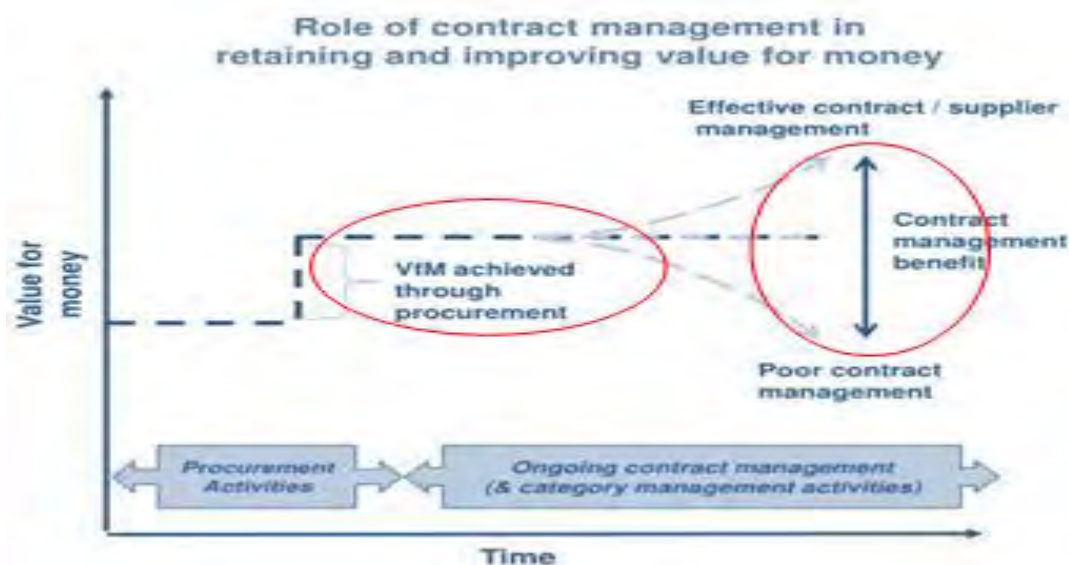 Role of contract management in
retaining and improving value for money
Effective contract / supplier
management
Value for
money
VfM achieved
through
procurement
Contract
management
benefit
Poor contract
management
Procurement
Activities
Ongoing contract management
(& category management activities)
Time